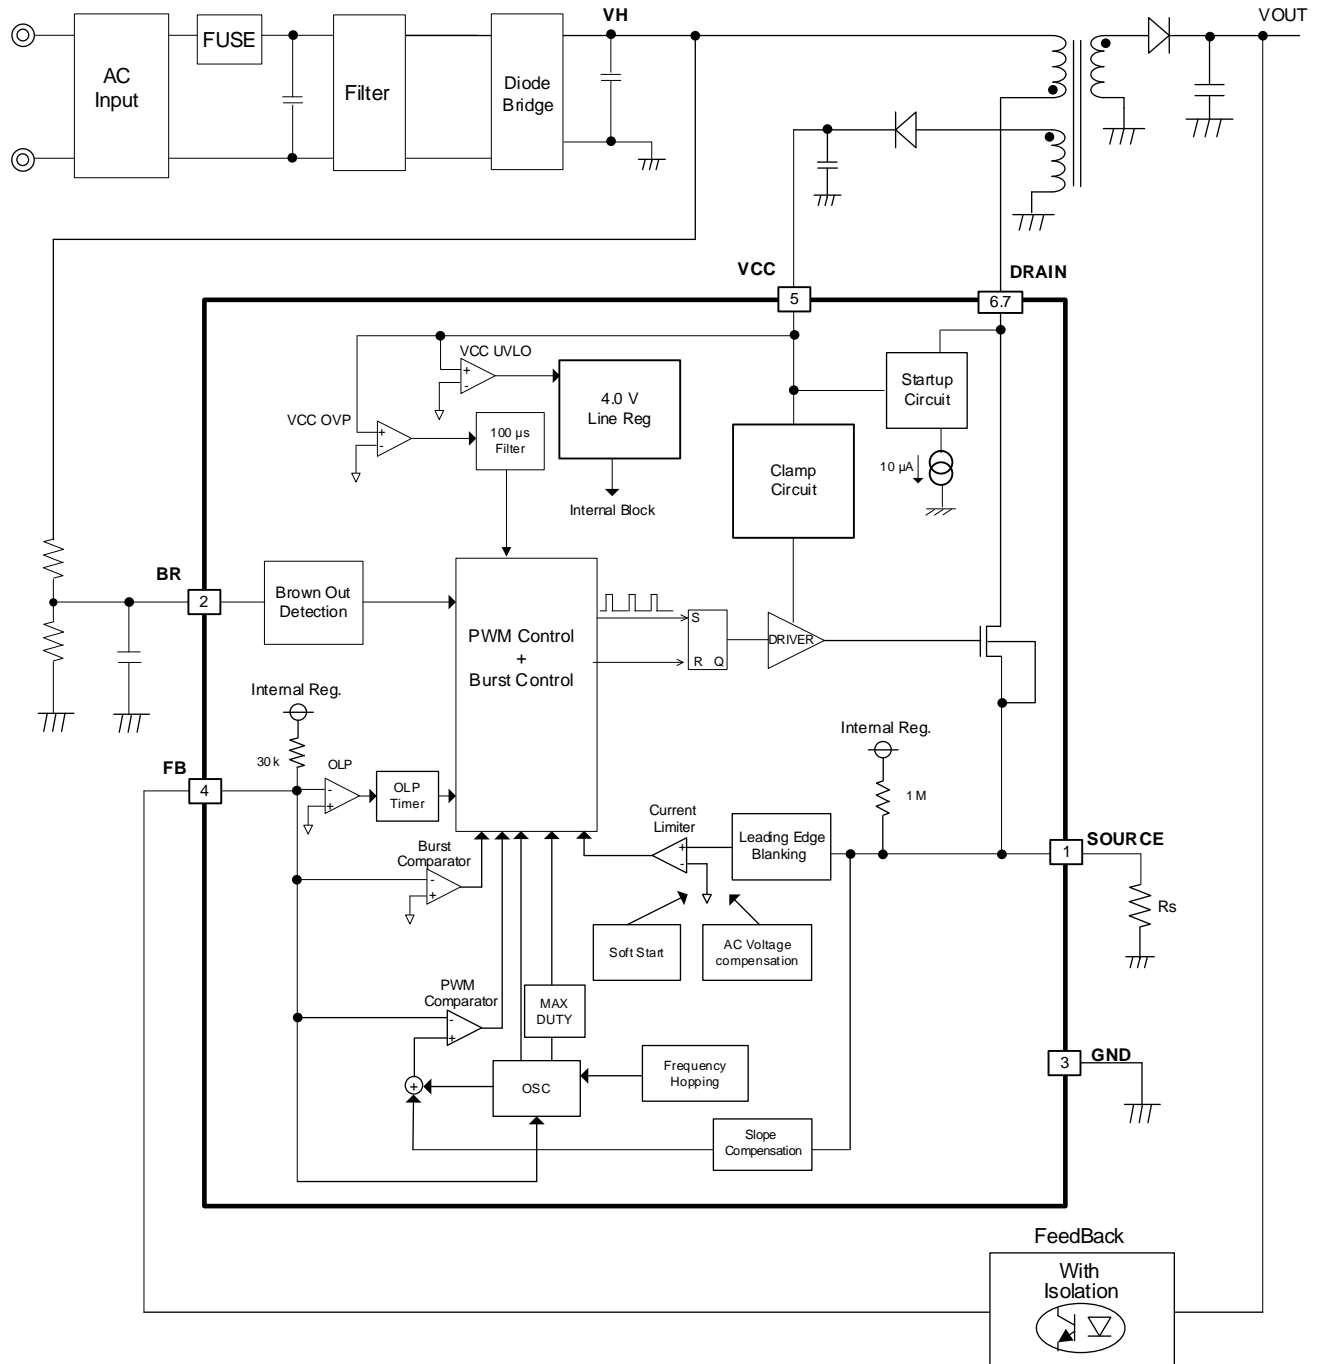 VH
VOUT
FUSE
AC
Input
Filter
Diode
Bridge
VCC
DRAIN
5
6.7
VCC UVLO
+
-
4.0 V
Line Reg
Startup
Circuit
VCC OVP
+
-
100 µs
Filter
Clamp
Circuit
10 µA
Internal Block
BR
2
Brown Out
Detection
PWM Control
+
Burst Control
S
R Q
DRIVER
Internal Reg.
30 k
Internal Reg.
1 M
FB
4
OLP
-
+
OLP
Timer
Current
Limiter
+
-
Leading Edge
Blanking
SOURCE
1
Rs
Burst
Comparator
-
+
Soft Start
AC Voltage
compensation
PWM
Comparator
-
+
MAX
DUTY
GND
3
+
OSC
Frequency
Hopping
Slope
Compensation
FeedBack
With
Isolation